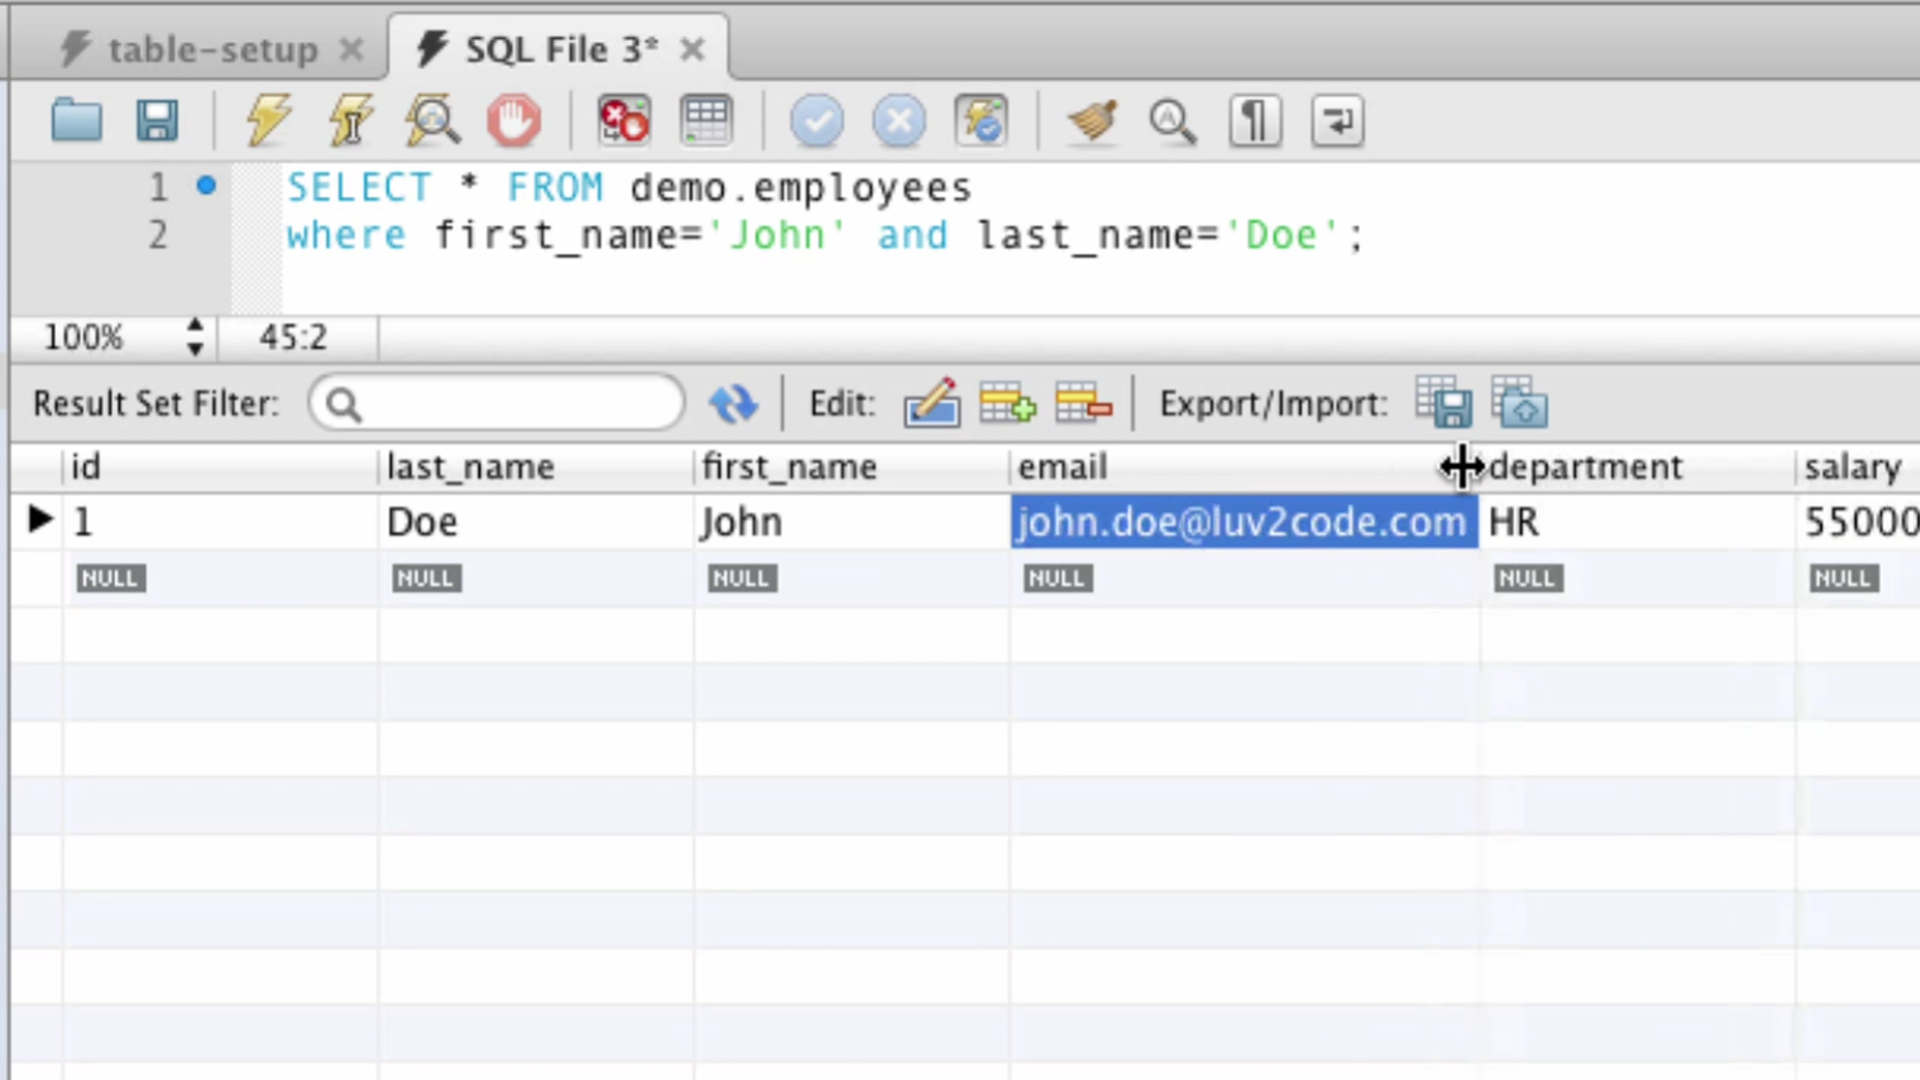 table-setup SQL File 3*
1 SELECT * FROM demo.employees
2 where first_name='John' and last_name='Doe';
100% 45:2
Result Set Filter: Edit: Export/Import:
id last_name first_name email department salary
1 Doe John john.doe@luv2code.com HR 55000
NULL NULL NULL NULL NULL NULL